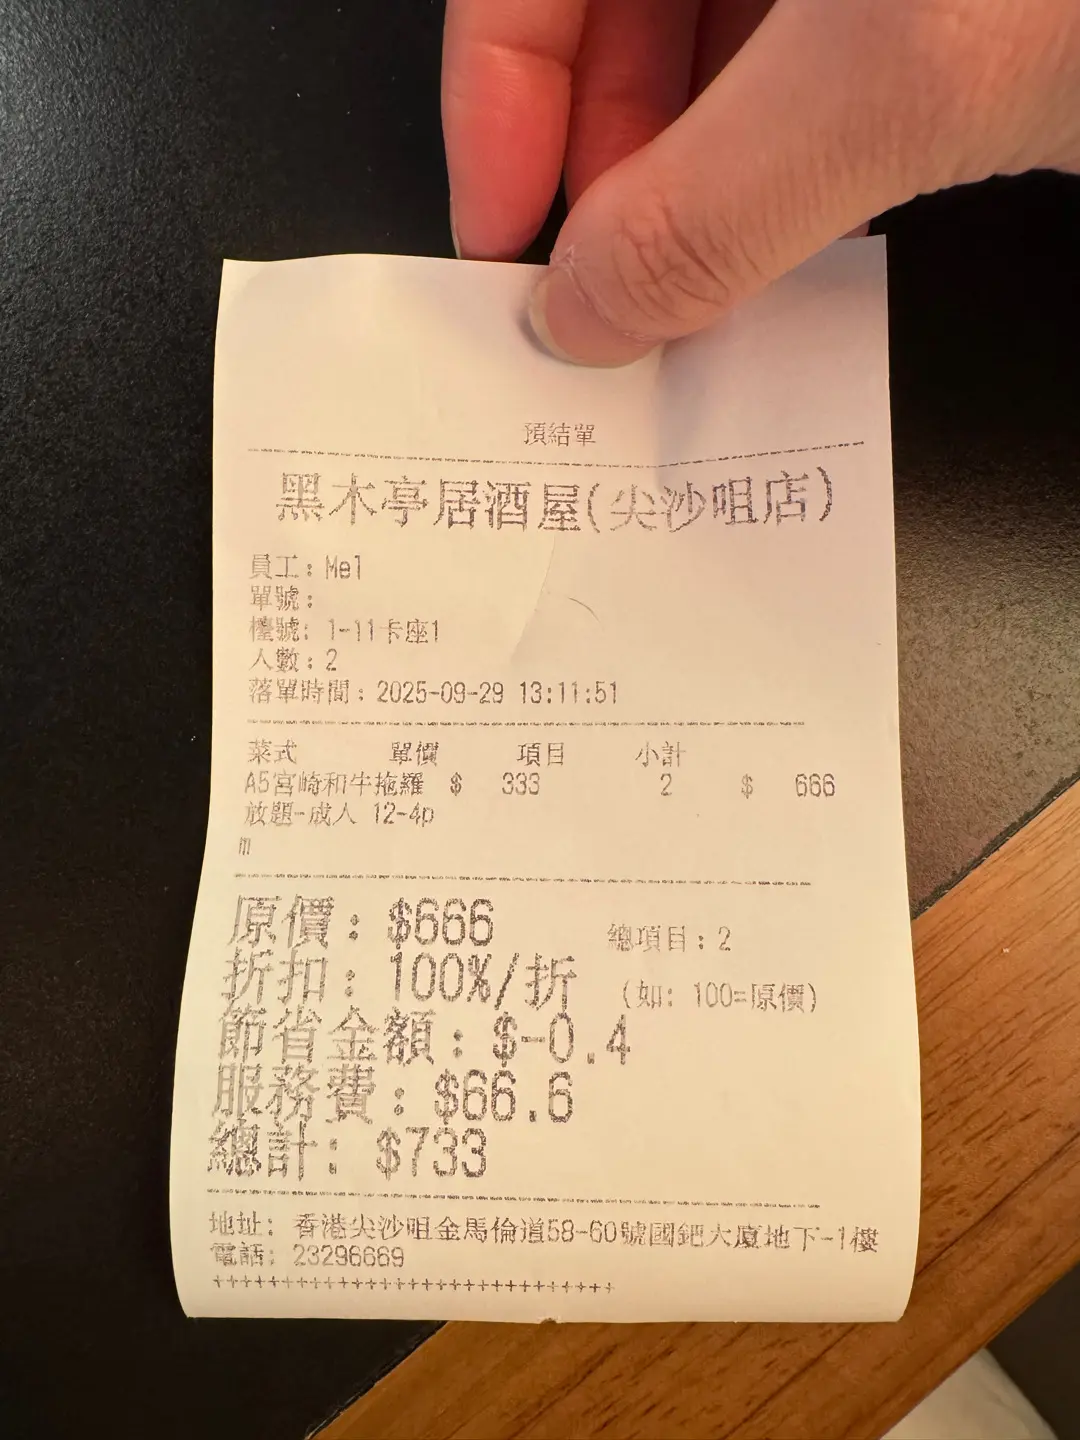 預結單
黑木亭居酒屋(尖沙咀店)
員工: Mel
單號:
檯號: 1-11卡座1
人數: 2
落單時間: 2025-09-29 13:11:51
菜式 單價 項目 小計
A5宮崎和牛拖羅 $ 333 2 $ 666
放題-成人 12-4p
m
原價: $666 總項目: 2
折扣: 100%/折 (如: 100=原價)
節省金額: $-0.4
服務費: $66.6
總計: $733
地址: 香港尖沙咀金馬倫道58-60號國鈀大廈地下-1樓
電話: 23296669
++++++++++++++++++++++++++++++